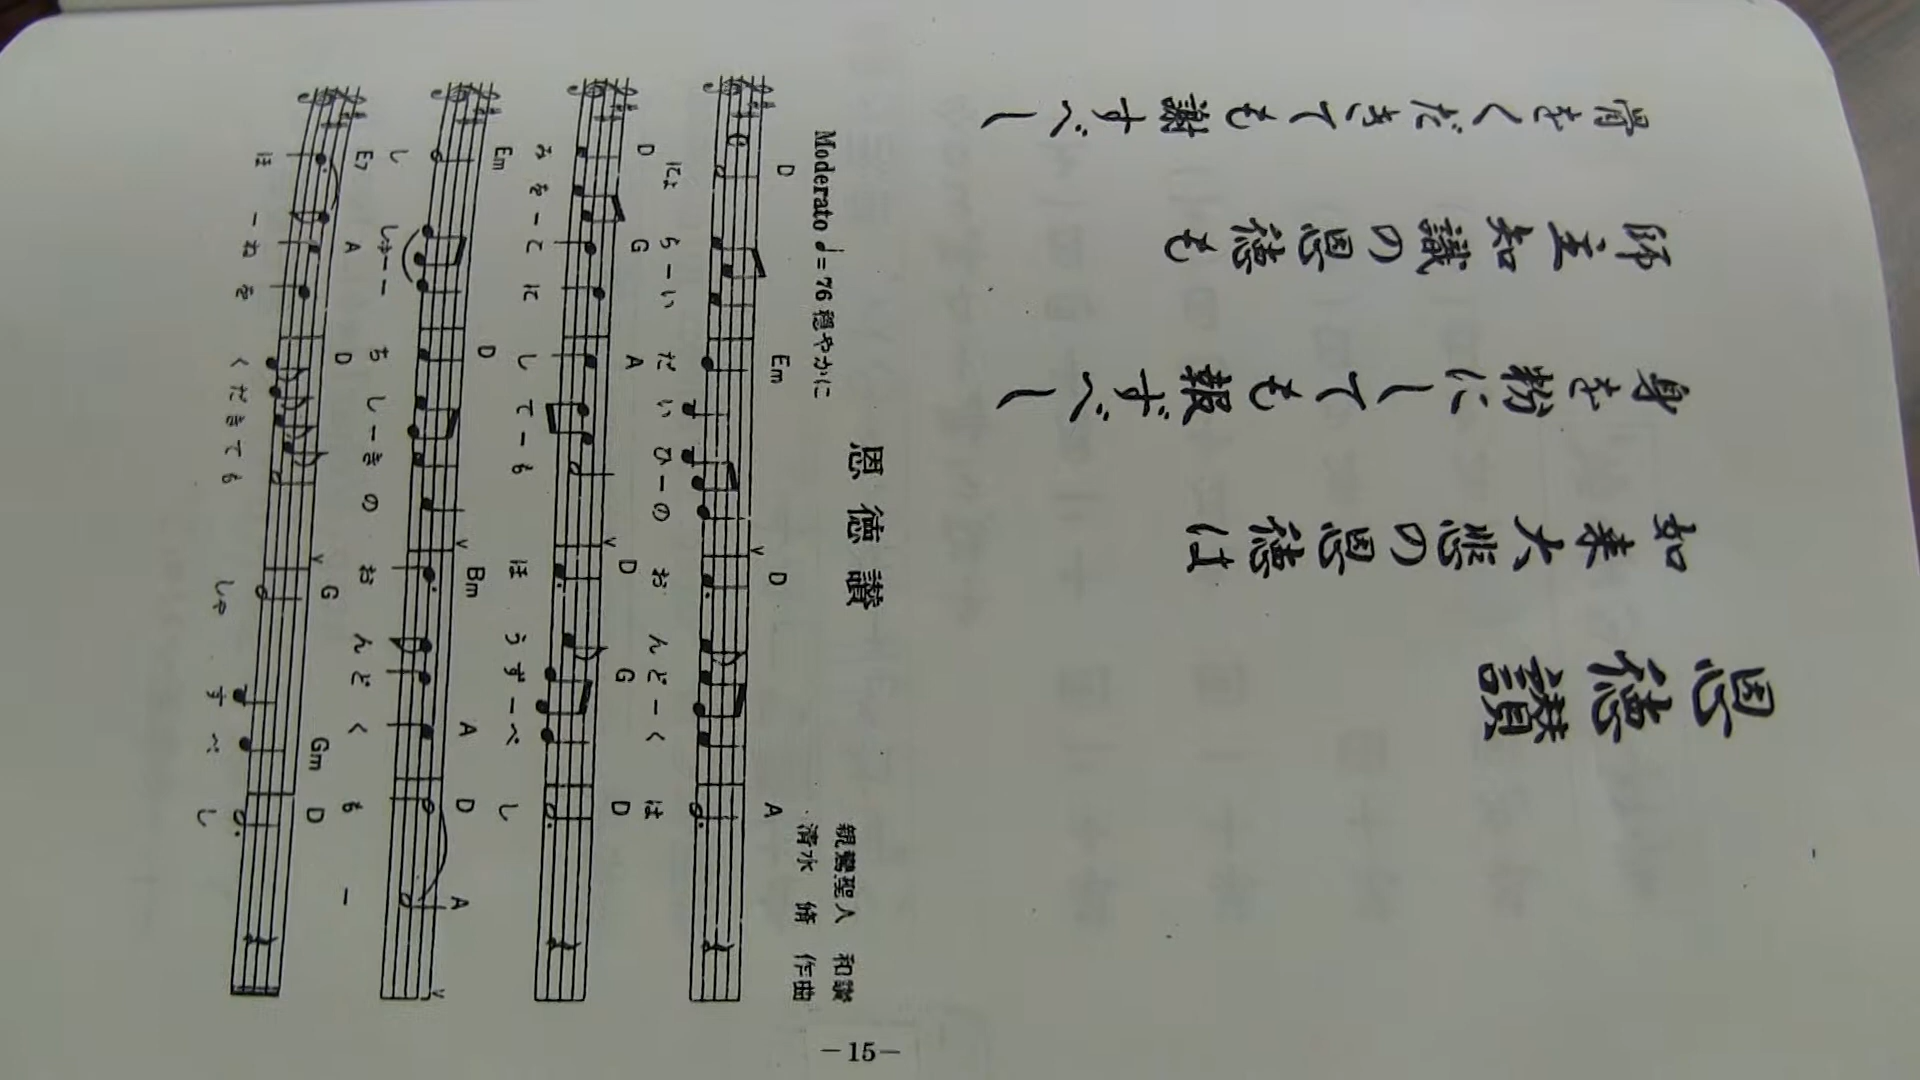 恩徳讃
如来大悲の恩徳は
身を粉にしても報ずべし
師主知識の恩徳も
骨をくだきても謝すべし
恩徳讃
親鸞聖人 和讃
清水 脩 作曲
Moderato ♩=76 穏やかに
D Em D A
にょ ら ー い だ い ひ ー の お ん ど ー く は
D G A D G D
み を ー こ に し て ー も ほ う ず ー べ し
Em D Bm A D A
し しゅ ー ー ち し ー き の お ん ど く も ー
E7 A D G Gm D
ほ ー ね を く だ き て も しゃ す べ し
－15－